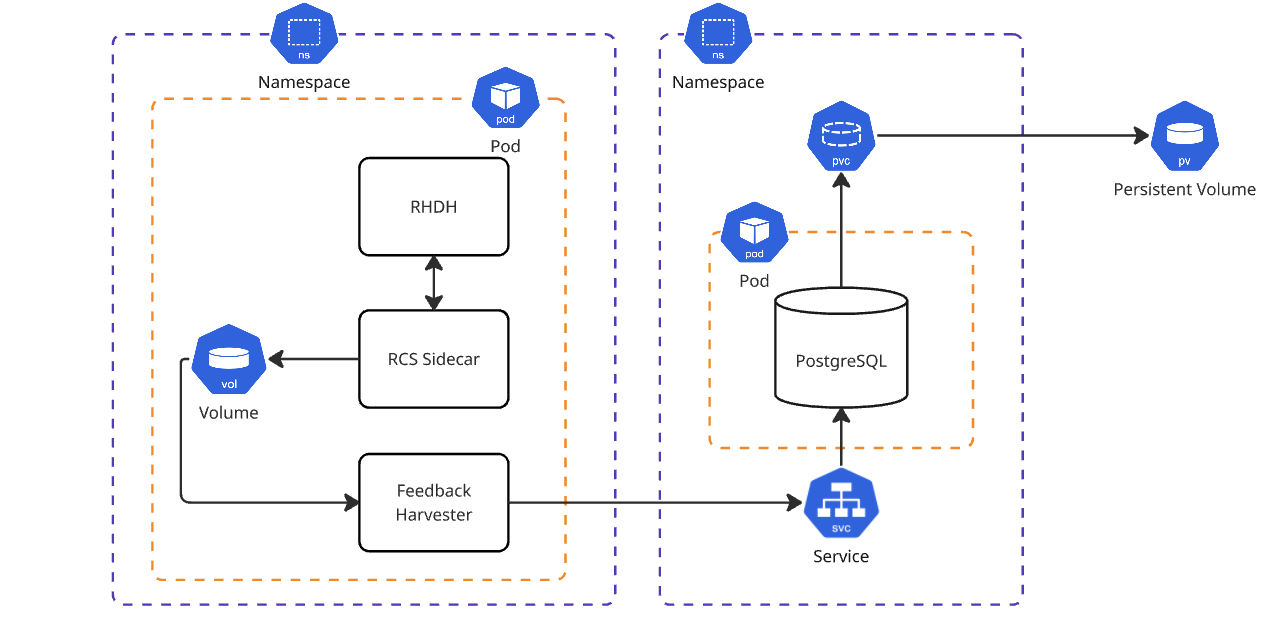 ns
Namespace
pod
Pod
RHDH
RCS Sidecar
vol
Volume
Feedback
Harvester
ns
Namespace
pvc
pv
Persistent Volume
pod
Pod
PostgreSQL
svc
Service